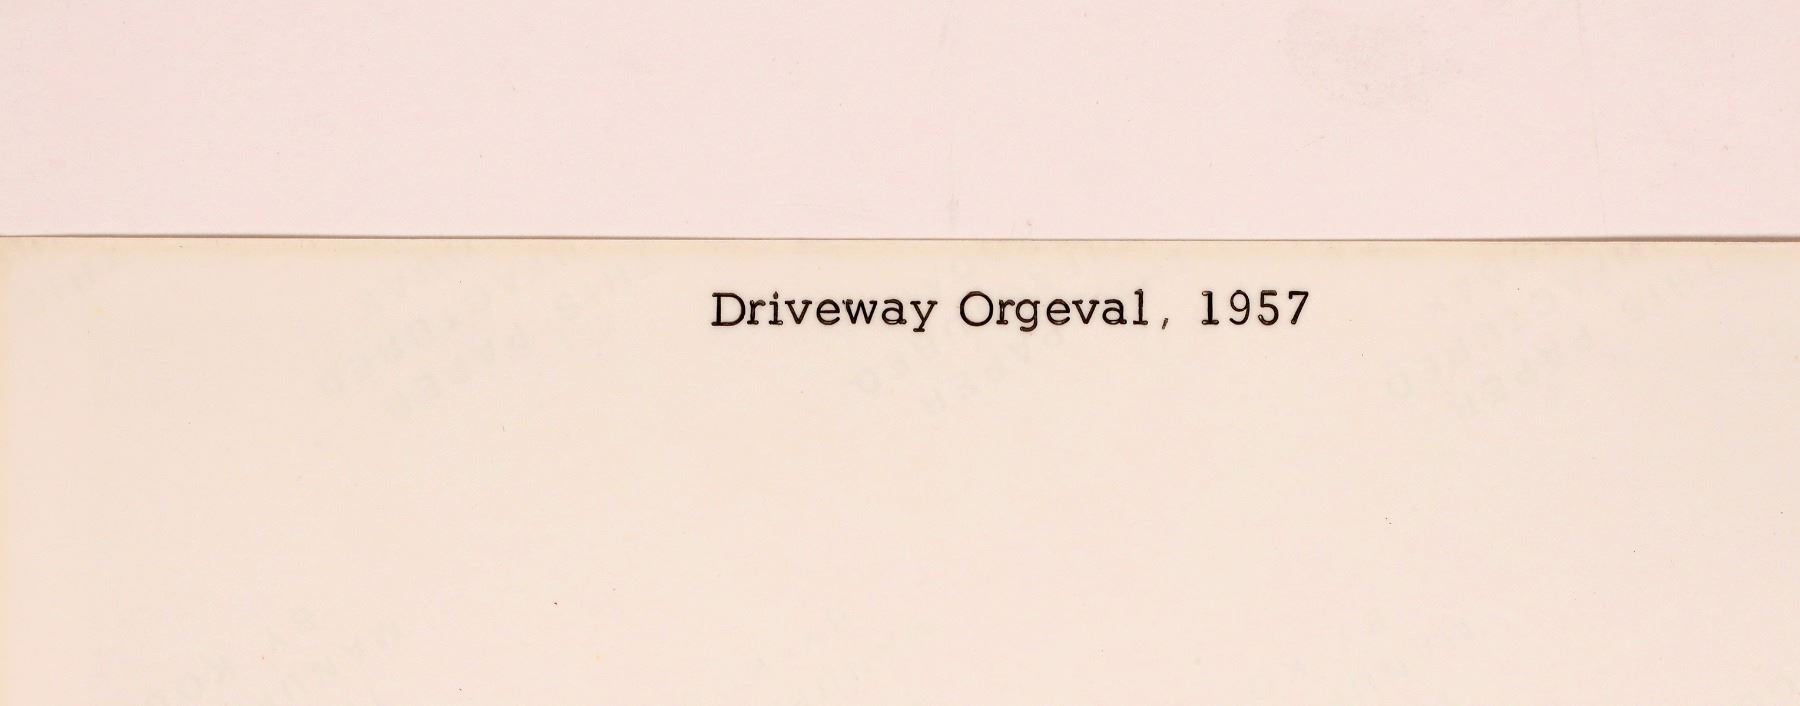 Driveway Orgeval, 1957